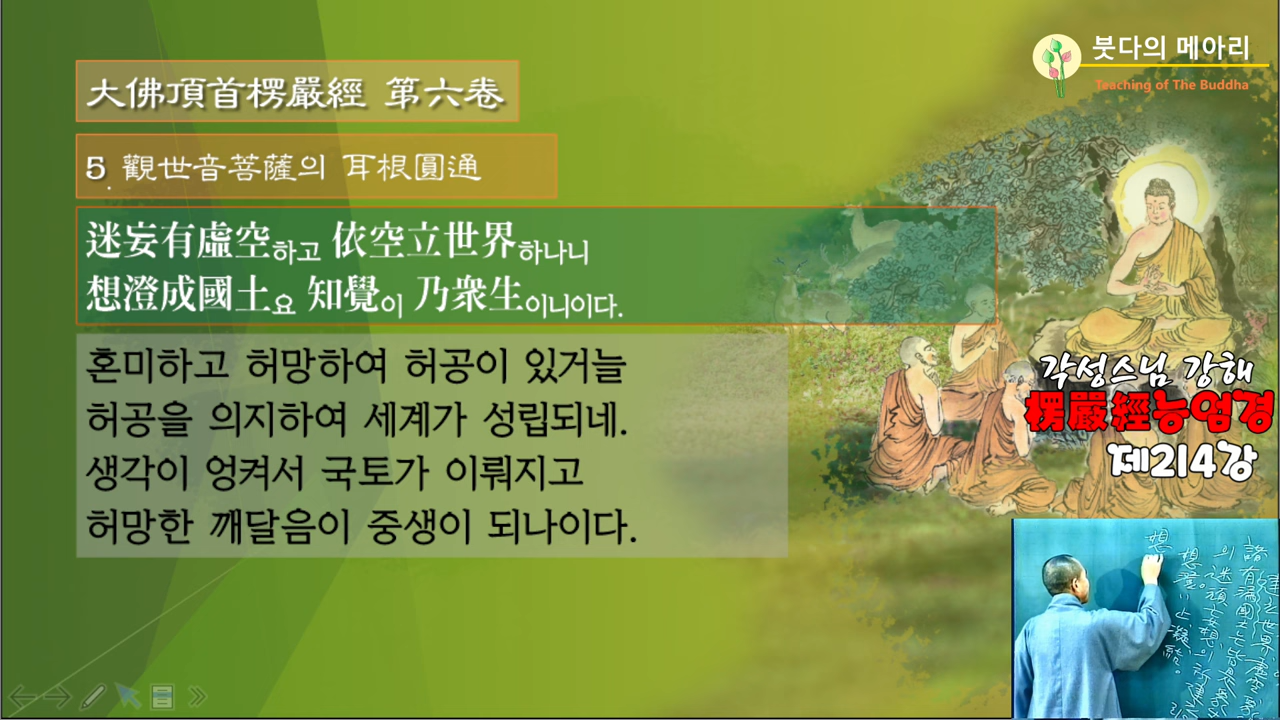 大佛頂首楞嚴經 第六卷
5. 觀世音菩薩의 耳根圓通
迷妄有虛空하고 依空立世界하나니
想澄成國土요 知覺이 乃衆生이니이다.
혼미하고 허망하여 허공이 있거늘
허공을 의지하여 세계가 성립되네.
생각이 엉켜서 국토가 이뤄지고
허망한 깨달음이 중생이 되나이다.
붓다의 메아리
Teaching of The Buddha
각성스님 강해
楞嚴經능엄경
제214강